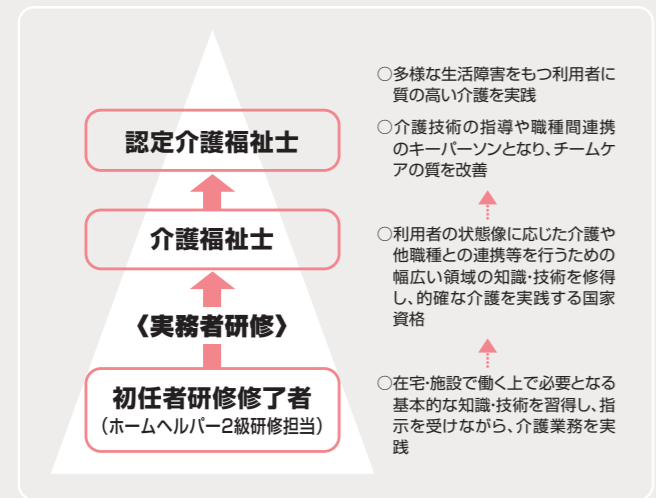 認定介護福祉士
介護福祉士
〈実務者研修〉
初任者研修修了者
（ホームヘルパー2級研修担当）
○多様な生活障害をもつ利用者に
質の高い介護を実践
○介護技術の指導や職種間連携
のキーパーソンとなり、チームケ
アの質を改善
○利用者の状態像に応じた介護や
他職種との連携等を行うための
幅広い領域の知識・技術を修得
し、的確な介護を実践する国家
資格
○在宅・施設で働く上で必要となる
基本的な知識・技術を習得し、指
示を受けながら、介護業務を実
践